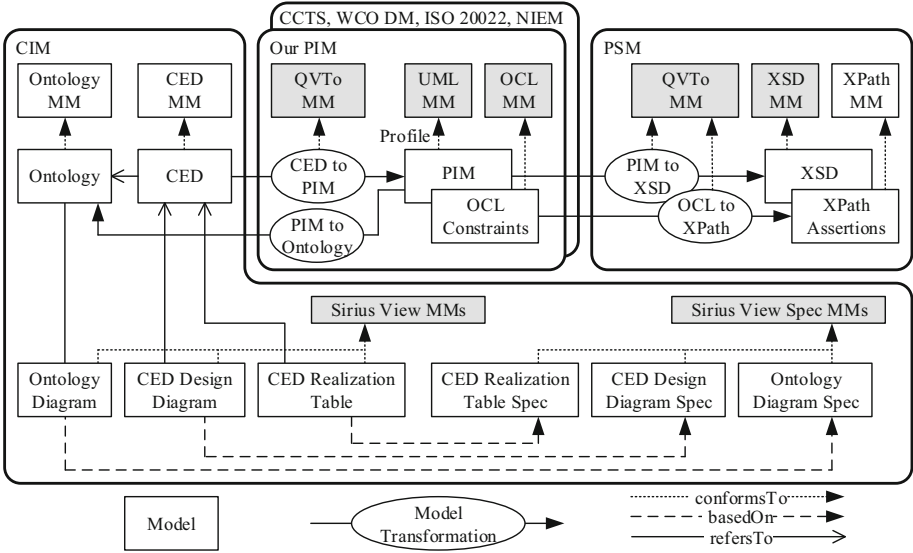 CCTS, WCO DM, ISO 20022, NIEM
CIM
Our PIM
PSM
Ontology
MM
CED
MM
QVTo
MM
UML
MM
OCL
MM
QVTo
MM
XSD
MM
XPath
MM
Profile
Ontology
CED
CED to
PIM
PIM
PIM to
XSD
XSD
PIM to
Ontology
OCL
Constraints
OCL to
XPath
XPath
Assertions
Sirius View MMs
Sirius View Spec MMs
Ontology
Diagram
CED Design
Diagram
CED Realization
Table
CED Realization
Table Spec
CED Design
Diagram Spec
Ontology
Diagram Spec
Model
Model
Transformation
conformsTo
basedOn
refersTo